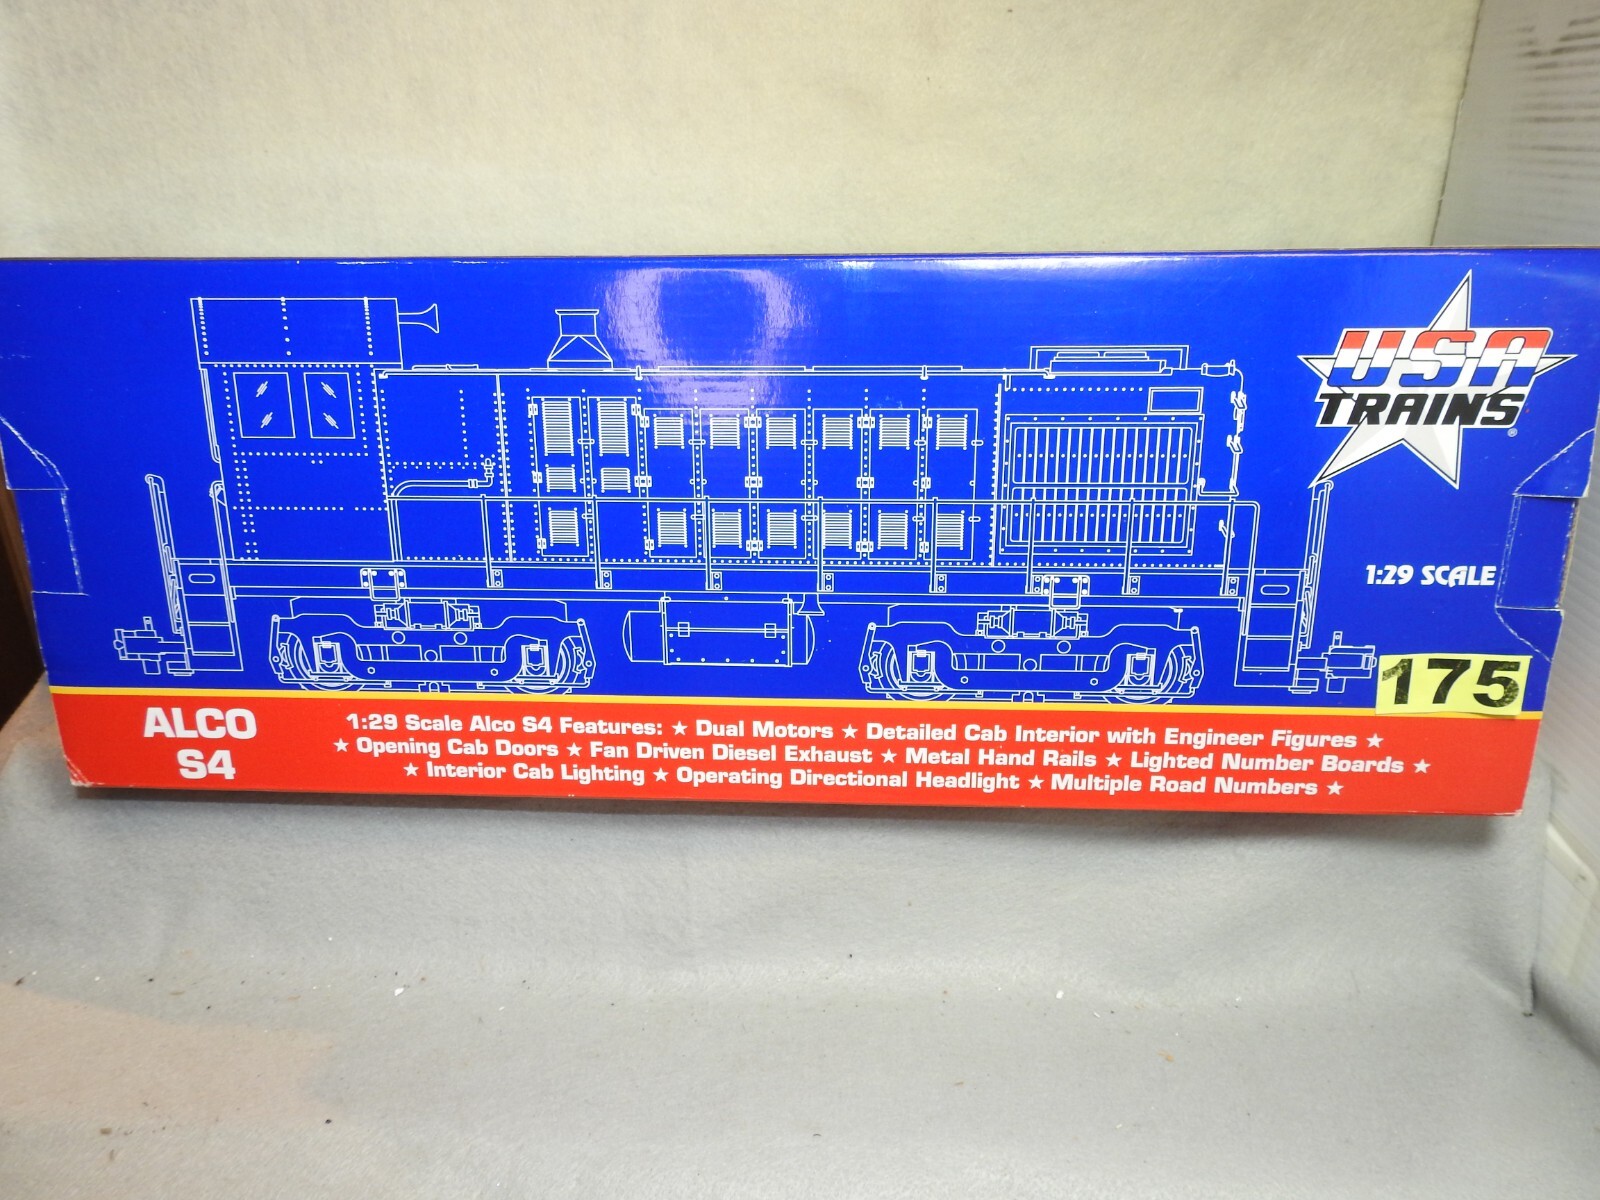 USA
TRAINS®
1:29 SCALE
175
ALCO
S4
1:29 Scale Alco S4 Features: ★ Dual Motors ★ Detailed Cab Interior with Engineer Figures ★
★ Opening Cab Doors ★ Fan Driven Diesel Exhaust ★ Metal Hand Rails ★ Lighted Number Boards ★
★ Interior Cab Lighting ★ Operating Directional Headlight ★ Multiple Road Numbers ★